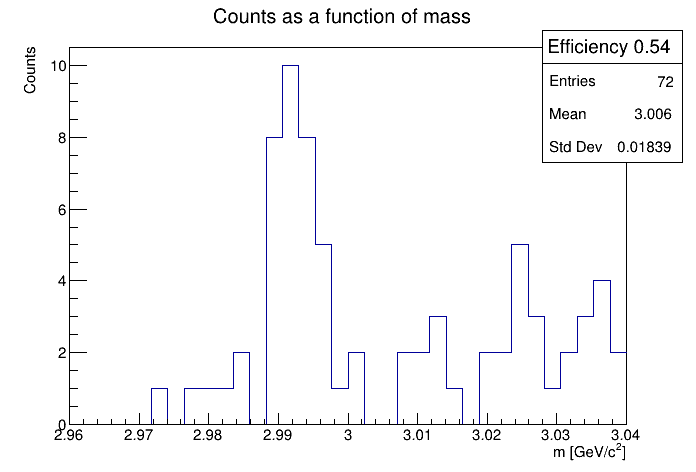 Counts as a function of mass
Efficiency 0.54
Entries 72
Mean 3.006
Std Dev 0.01839
Counts
10
8
6
4
2
0
2.96 2.97 2.98 2.99 3 3.01 3.02 3.03 3.04
m [GeV/c²]